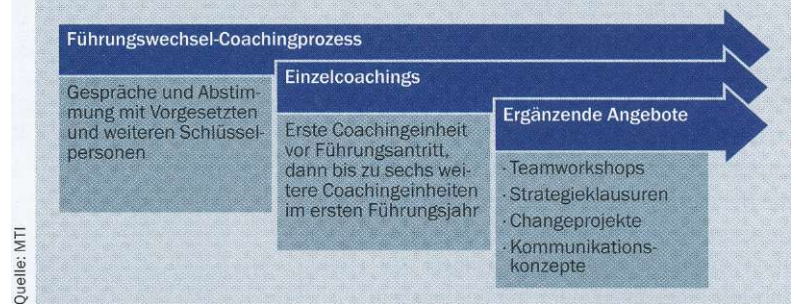 Führungswechsel-Coachingprozess
Gespräche und Abstim-
mung mit Vorgesetzten
und weiteren Schlüssel-
personen
Einzelcoachings
Erste Coachingeinheit
vor Führungsantritt,
dann bis zu sechs wei-
tere Coachingeinheiten
im ersten Führungsjahr
Ergänzende Angebote
· Teamworkshops
· Strategieklausuren
· Changeprojekte
· Kommunikations-
konzepte
Quelle: MTI